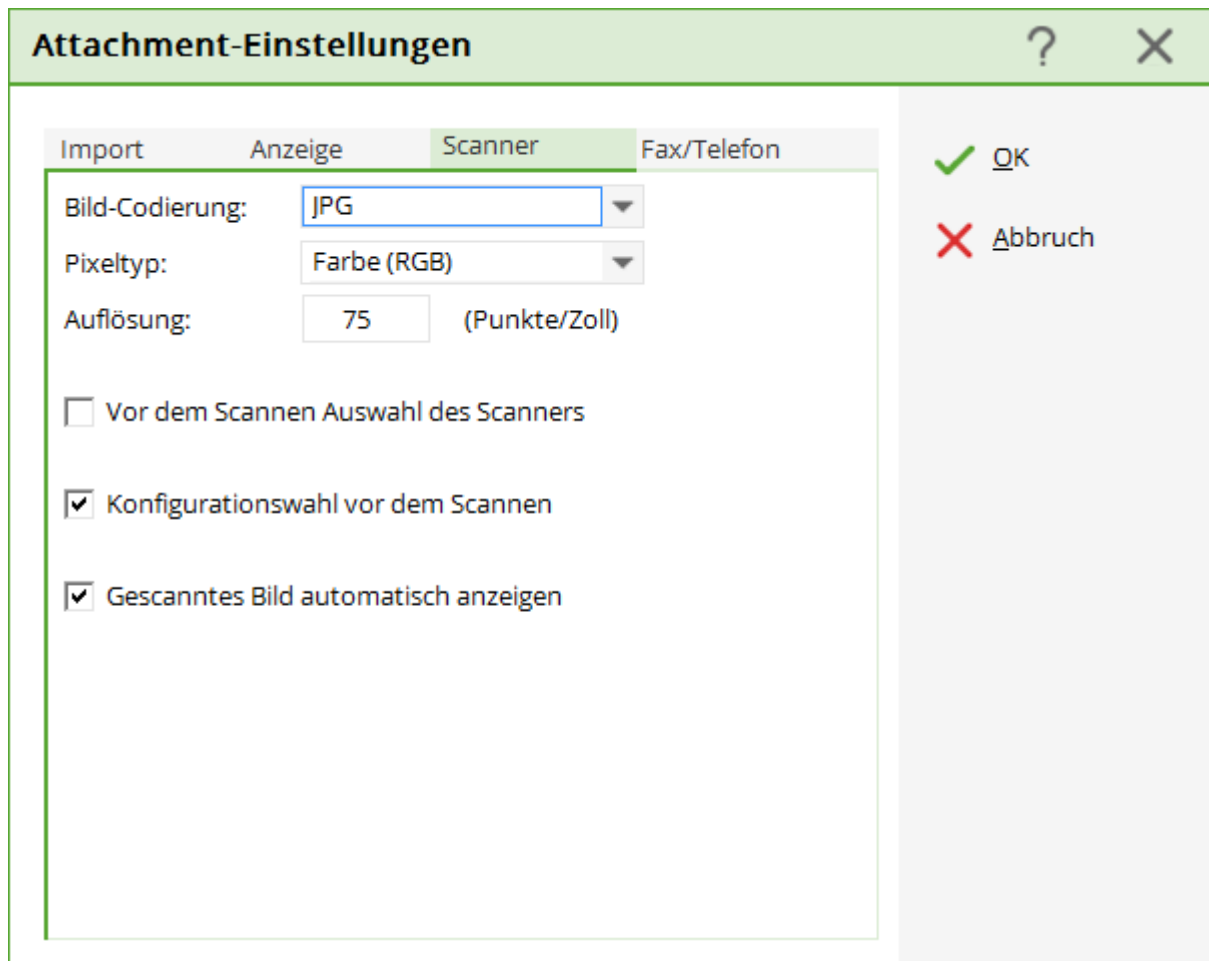 Attachment-Einstellungen ?
Import Anzeige Scanner Fax/Telefon
Bild-Codierung: JPG
Pixeltyp: Farbe (RGB)
Auflösung: 75 (Punkte/Zoll)
Vor dem Scannen Auswahl des Scanners
Konfigurationswahl vor dem Scannen
Gescanntes Bild automatisch anzeigen
OK
Abbruch